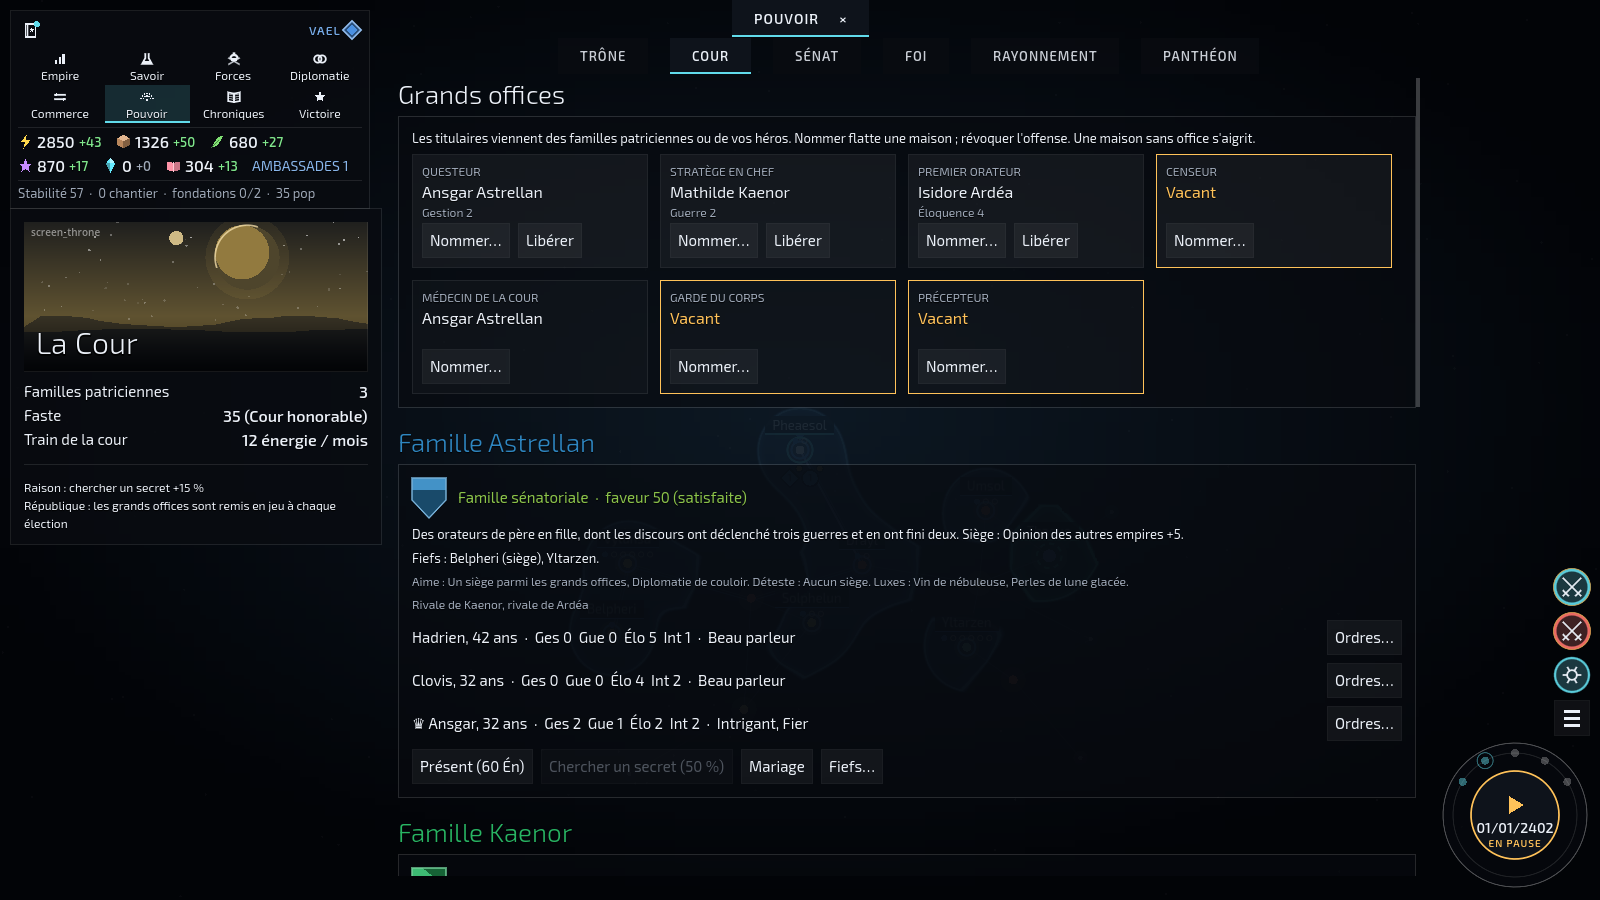 VAEL
Empire
Savoir
Forces
Diplomatie
Commerce
Pouvoir
Chroniques
Victoire
2850 +43
1326 +50
680 +27
870 +17
0 +0
304 +13
AMBASSADES 1
Stabilité 57 · 0 chantier · fondations 0/2 · 35 pop
screen-throne
La Cour
Familles patriciennes 3
Faste 35 (Cour honorable)
Train de la cour 12 énergie / mois
Raison : chercher un secret +15 %
République : les grands offices sont remis en jeu à chaque
élection
POUVOIR ×
TRÔNE
COUR
SÉNAT
FOI
RAYONNEMENT
PANTHÉON
Grands offices
Les titulaires viennent des familles patriciennes ou de vos héros. Nommer flatte une maison ; révoquer l'offense. Une maison sans office s'aigrit.
QUESTEUR
Ansgar Astrellan
Gestion 2
Nommer... Libérer
STRATÈGE EN CHEF
Mathilde Kaenor
Guerre 2
Nommer... Libérer
PREMIER ORATEUR
Isidore Ardéa
Éloquence 4
Nommer... Libérer
CENSEUR
Vacant
Nommer...
MÉDECIN DE LA COUR
Ansgar Astrellan
Nommer...
GARDE DU CORPS
Vacant
Nommer...
PRÉCEPTEUR
Vacant
Nommer...
Pheaesol
Famille Astrellan
Famille sénatoriale · faveur 50 (satisfaite)
Des orateurs de père en fille, dont les discours ont déclenché trois guerres et en ont fini deux. Siège : Opinion des autres empires +5.
Fiefs : Belpheri (siège), Yltarzen.
Aime : Un siège parmi les grands offices, Diplomatie de couloir. Déteste : Aucun siège. Luxes : Vin de nébuleuse, Perles de lune glacée.
Rivale de Kaenor, rivale de Ardéa
Yltarzen
Hadrien, 42 ans · Ges 0 Gue 0 Élo 5 Int 1 · Beau parleur
Ordres...
Clovis, 32 ans · Ges 0 Gue 0 Élo 4 Int 2 · Beau parleur
Ordres...
♛ Ansgar, 32 ans · Ges 2 Gue 1 Élo 2 Int 2 · Intrigant, Fier
Ordres...
Présent (60 Én)
Chercher un secret (50 %)
Mariage
Fiefs...
Famille Kaenor
01/01/2402
EN PAUSE